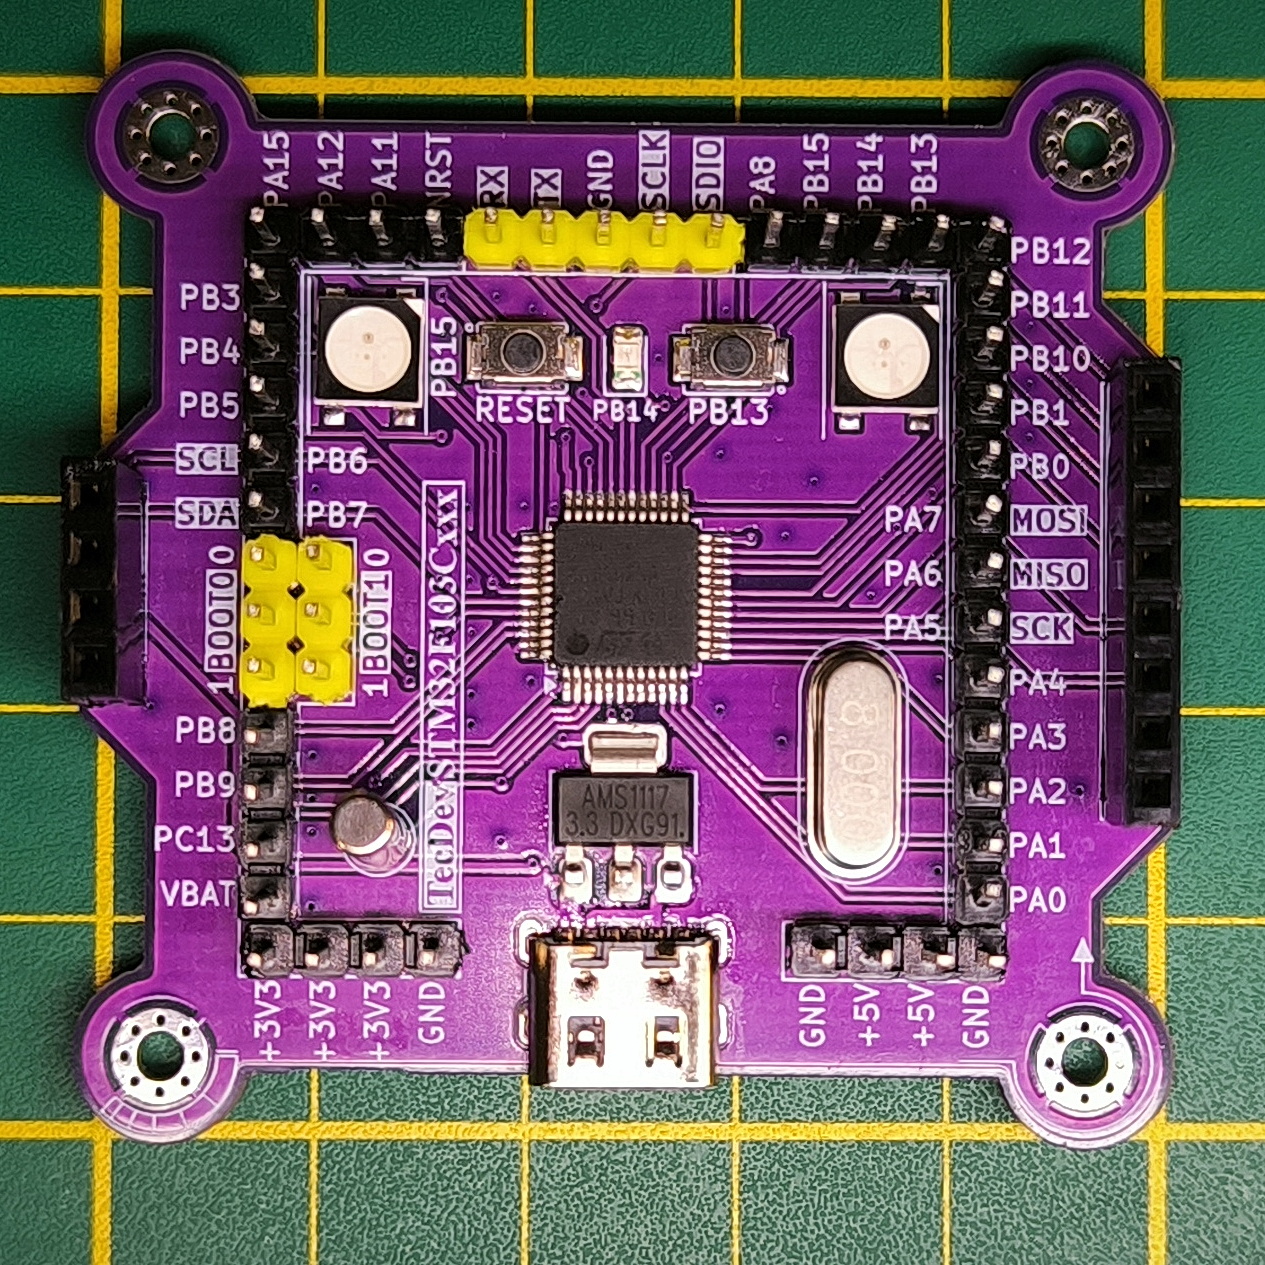 PA15
PA12
PA11
NRST
RX
TX
GND
SCLK
SDIO
PA8
PB15
PB14
PB13
PB12
PB3
PB11
PB4
PB10
PB5
PB1
PB15
RESET
PB14
PB13
SCL
PB6
PB0
SDA
PB7
PA7
MOSI
1BOOT00
1BOOT10
PA6
MISO
PA5
SCK
PA4
PB8
PA3
PB9
PA2
PC13
PA1
VBAT
PA0
8.000
AMS1117
3.3 DXG91.
+3V3
+3V3
+3V3
GND
GND
+5V
+5V
GND